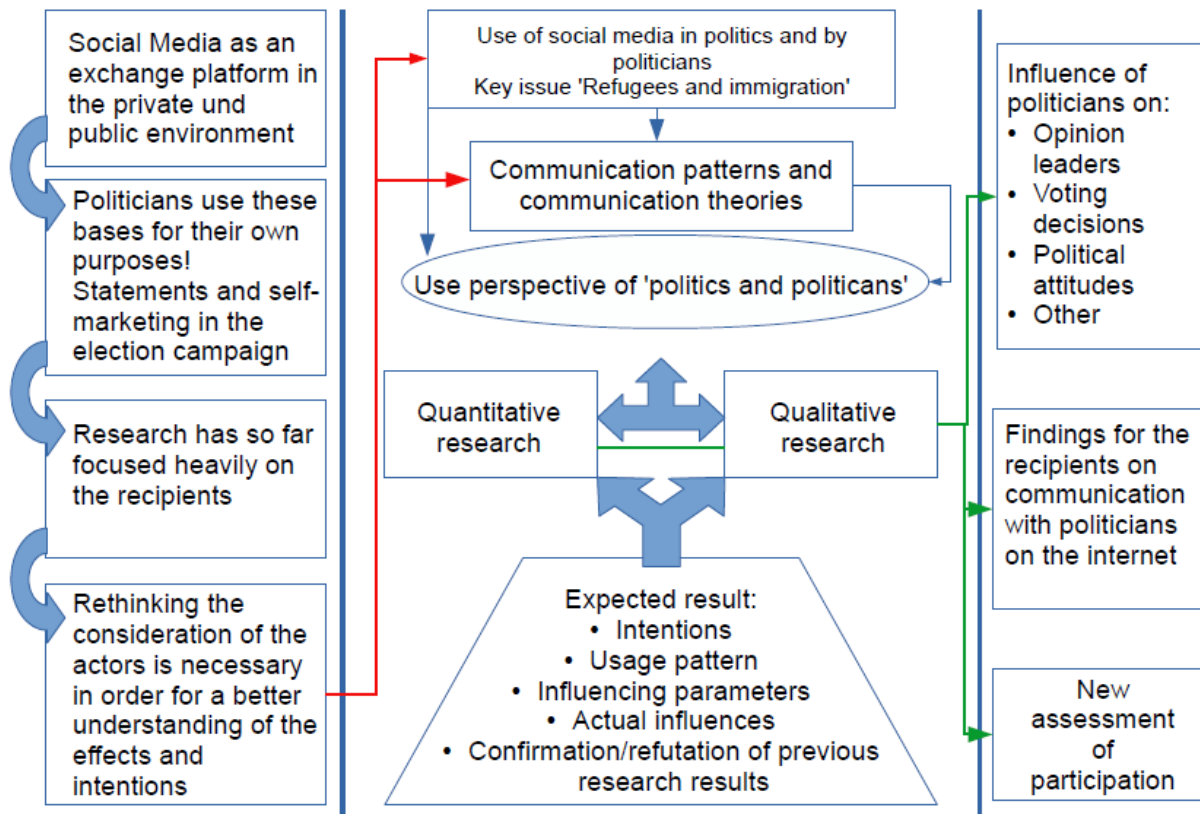 Social Media as an
exchange platform in
the private und
public environment
Politicians use these
bases for their own
purposes!
Statements and self-
marketing in the
election campaign
Research has so far
focused heavily on
the recipients
Rethinking the
consideration of the
actors is necessary
in order for a better
understanding of the
effects and
intentions
Use of social media in politics and by
politicians
Key issue 'Refugees and immigration'
Communication patterns and
communication theories
Use perspective of 'politics and politicans'
Quantitative
research
Qualitative
research
Expected result:
• Intentions
• Usage pattern
• Influencing parameters
• Actual influences
• Confirmation/refutation of previous
research results
Influence of
politicians on:
• Opinion
leaders
• Voting
decisions
• Political
attitudes
• Other
Findings for the
recipients on
communication
with politicians
on the internet
New
assessment
of
participation